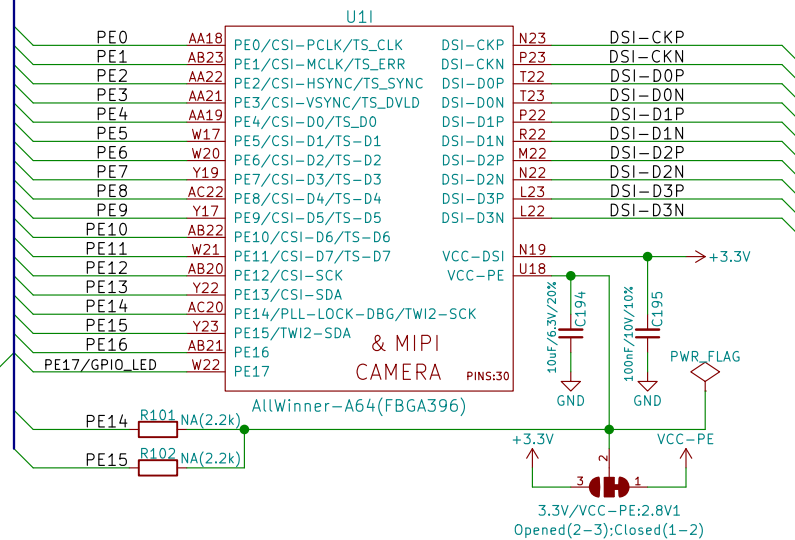 U1I
PE0 AA18 PE0/CSI-PCLK/TS_CLK DSI-CKP N23 DSI-CKP
PE1 AB23 PE1/CSI-MCLK/TS_ERR DSI-CKN P23 DSI-CKN
PE2 AA22 PE2/CSI-HSYNC/TS_SYNC DSI-D0P T22 DSI-D0P
PE3 AA21 PE3/CSI-VSYNC/TS_DVLD DSI-D0N T23 DSI-D0N
PE4 AA19 PE4/CSI-D0/TS_D0 DSI-D1P P22 DSI-D1P
PE5 W17 PE5/CSI-D1/TS-D1 DSI-D1N R22 DSI-D1N
PE6 W20 PE6/CSI-D2/TS-D2 DSI-D2P M22 DSI-D2P
PE7 Y19 PE7/CSI-D3/TS-D3 DSI-D2N N22 DSI-D2N
PE8 AC22 PE8/CSI-D4/TS-D4 DSI-D3P L23 DSI-D3P
PE9 Y17 PE9/CSI-D5/TS-D5 DSI-D3N L22 DSI-D3N
PE10 AB22 PE10/CSI-D6/TS-D6
PE11 W21 PE11/CSI-D7/TS-D7 VCC-DSI N19 +3.3V
PE12 AB20 PE12/CSI-SCK VCC-PE U18
PE13 Y22 PE13/CSI-SDA
PE14 AC20 PE14/PLL-LOCK-DBG/TWI2-SCK
PE15 Y23 PE15/TWI2-SDA
PE16 AB21 PE16
PE17/GPIO_LED W22 PE17
& MIPI
CAMERA
PINS:30
10uF/6.3V/20%
C194
100nF/10V/10%
C195
GND
GND
PWR_FLAG
AllWinner-A64(FBGA396)
PE14 R101 NA(2.2k)
PE15 R102 NA(2.2k)
+3.3V
VCC-PE
2
3
1
3.3V/VCC-PE:2.8V1
Opened(2-3);Closed(1-2)